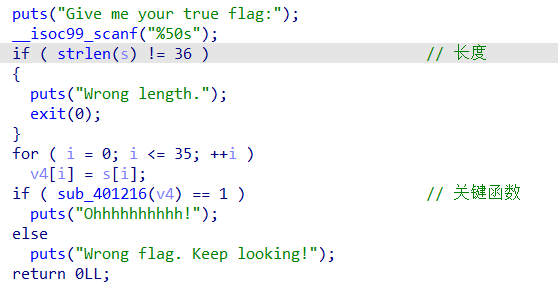 puts("Give me your true flag:");
__isoc99_scanf("%50s");
if ( strlen(s) != 36 ) // 长度
{
puts("Wrong length.");
exit(0);
}
for ( i = 0; i <= 35; ++i )
v4[i] = s[i];
if ( sub_401216(v4) == 1 ) // 关键函数
puts("Ohhhhhhhhhh!");
else
puts("Wrong flag. Keep looking!");
return 0LL;